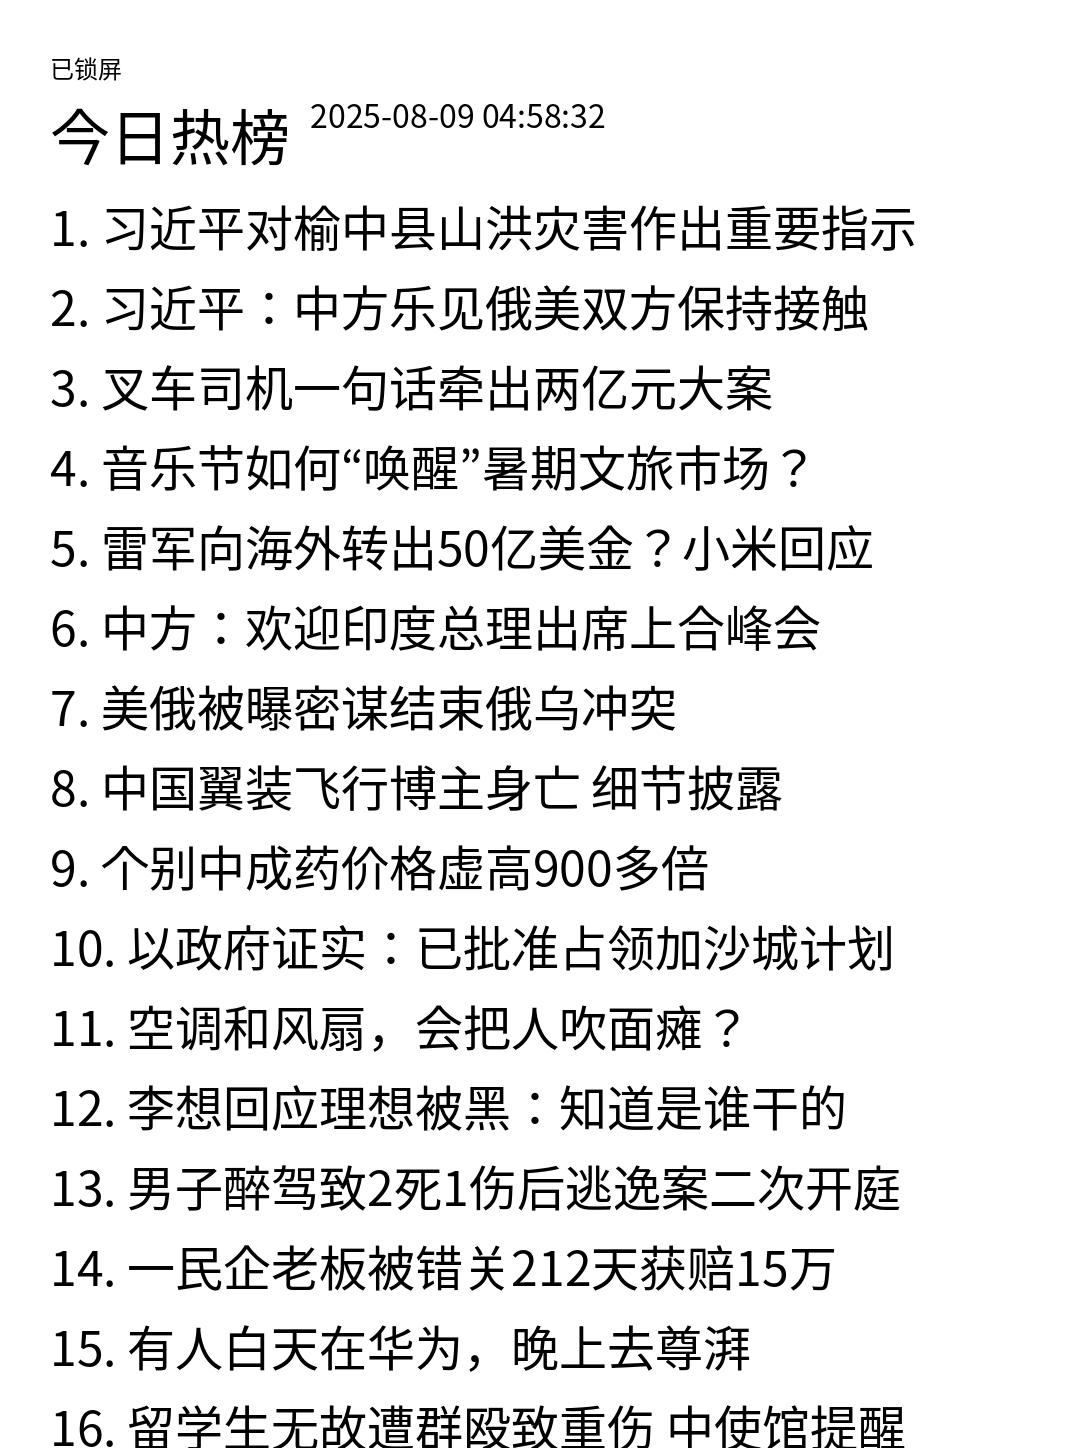 已锁屏
今日热榜 2025-08-09 04:58:32
1. 习近平对榆中县山洪灾害作出重要指示
2. 习近平：中方乐见俄美双方保持接触
3. 叉车司机一句话牵出两亿元大案
4. 音乐节如何“唤醒”暑期文旅市场？
5. 雷军向海外转出50亿美金？小米回应
6. 中方：欢迎印度总理出席上合峰会
7. 美俄被曝密谋结束俄乌冲突
8. 中国翼装飞行博主身亡 细节披露
9. 个别中成药价格虚高900多倍
10. 以政府证实：已批准占领加沙城计划
11. 空调和风扇，会把人吹面瘫？
12. 李想回应理想被黑：知道是谁干的
13. 男子醉驾致2死1伤后逃逸案二次开庭
14. 一民企老板被错关212天获赔15万
15. 有人白天在华为，晚上去尊湃
16. 留学生无故遭群殴致重伤 中使馆提醒